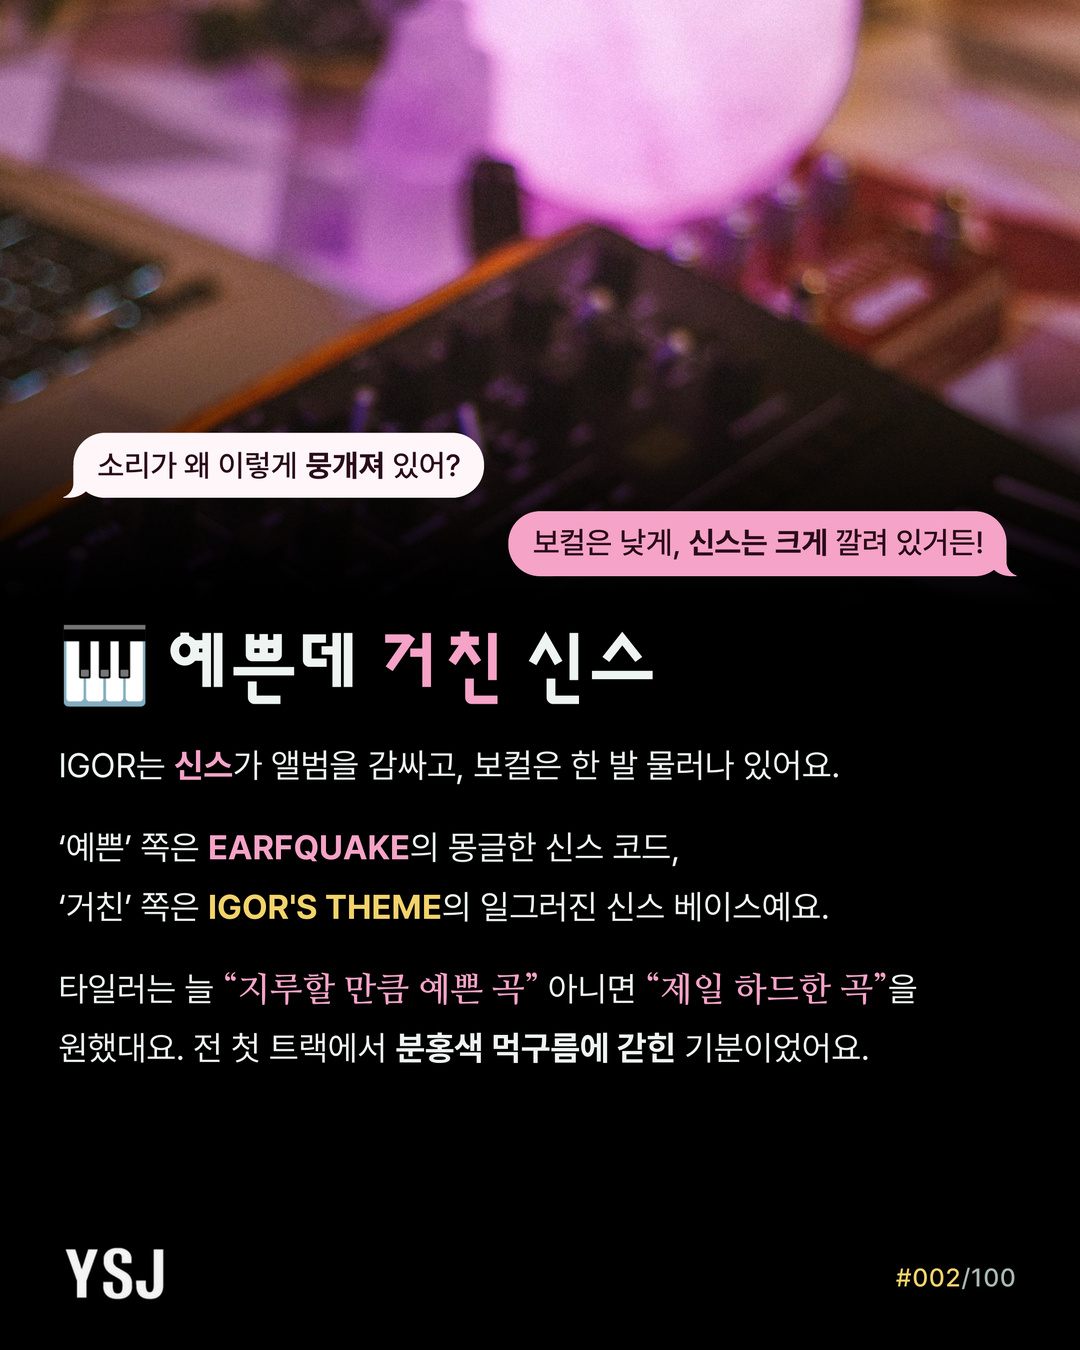 소리가 왜 이렇게 뭉개져 있어?
보컬은 낮게, 신스는 크게 깔려 있거든!
예쁜데 거친 신스
IGOR는 신스가 앨범을 감싸고, 보컬은 한 발 물러나 있어요.
‘예쁜’ 쪽은 EARFQUAKE의 몽글한 신스 코드,
‘거친’ 쪽은 IGOR'S THEME의 일그러진 신스 베이스예요.
타일러는 늘 “지루할 만큼 예쁜 곡” 아니면 “제일 하드한 곡”을
원했대요. 전 첫 트랙에서 분홍색 먹구름에 갇힌 기분이었어요.
YSJ
#002/100